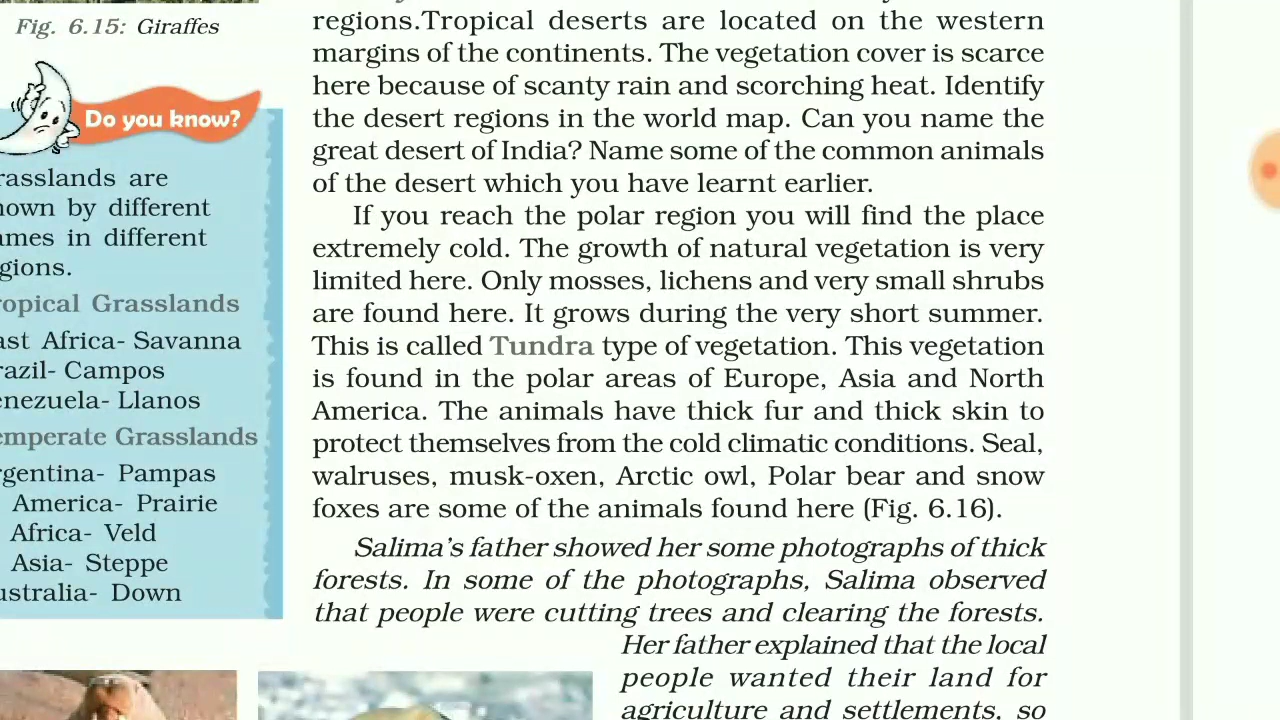 Fig. 6.15: Giraffes
Do you know?
rasslands are
nown by different
ames in different
gions.
ropical Grasslands
ast Africa- Savanna
razil- Campos
enezuela- Llanos
emperate Grasslands
rgentina- Pampas
America- Prairie
Africa- Veld
Asia- Steppe
ustralia- Down
regions.Tropical deserts are located on the western
margins of the continents. The vegetation cover is scarce
here because of scanty rain and scorching heat. Identify
the desert regions in the world map. Can you name the
great desert of India? Name some of the common animals
of the desert which you have learnt earlier.
If you reach the polar region you will find the place
extremely cold. The growth of natural vegetation is very
limited here. Only mosses, lichens and very small shrubs
are found here. It grows during the very short summer.
This is called Tundra type of vegetation. This vegetation
is found in the polar areas of Europe, Asia and North
America. The animals have thick fur and thick skin to
protect themselves from the cold climatic conditions. Seal,
walruses, musk-oxen, Arctic owl, Polar bear and snow
foxes are some of the animals found here (Fig. 6.16).
Salima's father showed her some photographs of thick
forests. In some of the photographs, Salima observed
that people were cutting trees and clearing the forests.
Her father explained that the local
people wanted their land for
agriculture and settlements, so